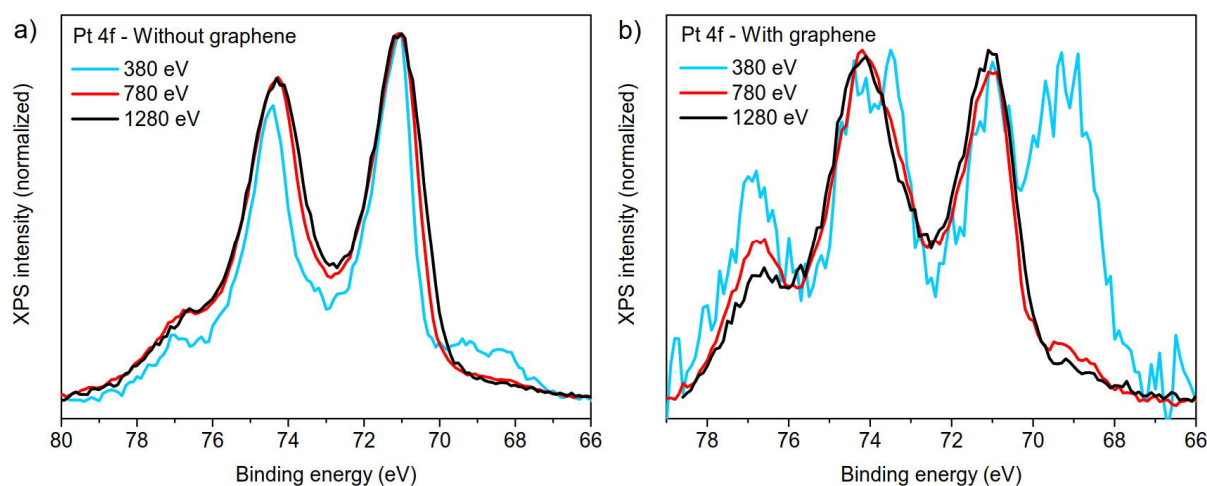 a)
Pt 4f - Without graphene
380 eV
780 eV
1280 eV
XPS intensity (normalized)
80 78 76 74 72 70 68 66
Binding energy (eV)
b)
Pt 4f - With graphene
380 eV
780 eV
1280 eV
XPS intensity (normalized)
78 76 74 72 70 68 66
Binding energy (eV)